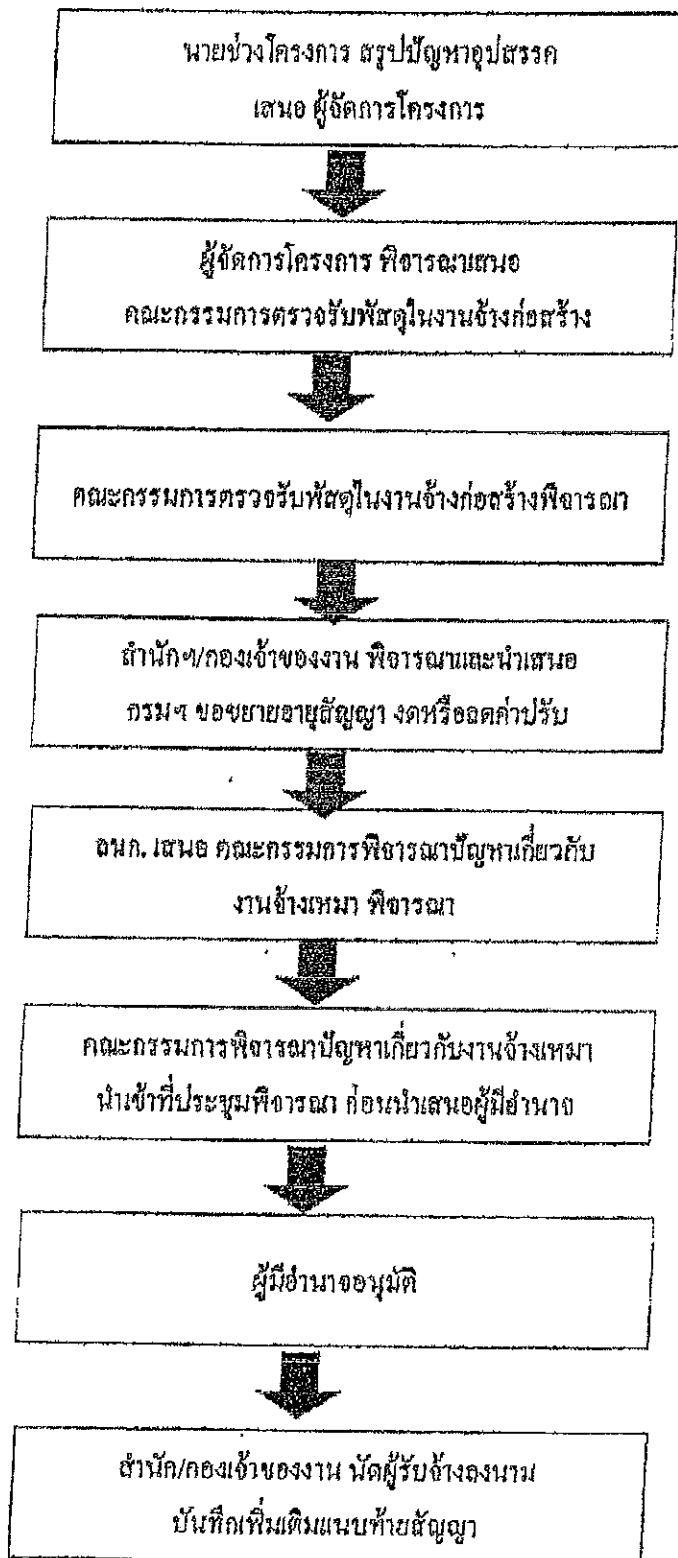 นายช่างโครงการ สรุปปัญหาอุปสรรค
เสนอ ผู้จัดการโครงการ
ผู้จัดการโครงการ พิจารณาเสนอ
คณะกรรมการตรวจรับพัสดุในงานจ้างก่อสร้าง
คณะกรรมการตรวจรับพัสดุในงานจ้างก่อสร้างพิจารณา
สำนักฯ/กองเจ้าของงาน พิจารณาและนำเสนอ
กรมฯ ขอขยายอายุสัญญา งดหรือลดค่าปรับ
อนก. เสนอ คณะกรรมการพิจารณาปัญหาเกี่ยวกับ
งานจ้างเหมา พิจารณา
คณะกรรมการพิจารณาปัญหาเกี่ยวกับงานจ้างเหมา
นำเข้าที่ประชุมพิจารณา ก่อนนำเสนอผู้มีอำนาจ
ผู้มีอำนาจอนุมัติ
สำนัก/กองเจ้าของงาน นัดผู้รับจ้างลงนาม
บันทึกเพิ่มเติมแนบท้ายสัญญา